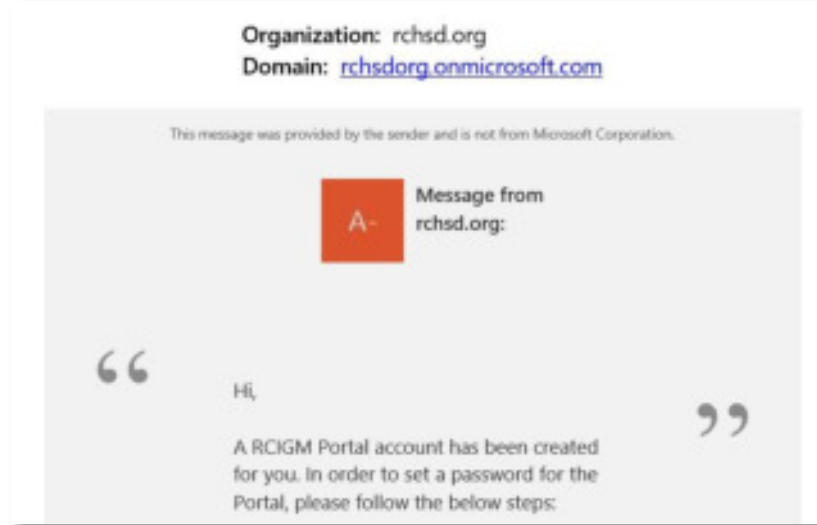 Organization: rchsd.org
Domain: rchsdorg.onmicrosoft.com
This message was provided by the sender and is not from Microsoft Corporation.
A-
Message from
rchsd.org:
“
Hi,
”
A RCIGM Portal account has been created
for you. In order to set a password for the
Portal, please follow the below steps: